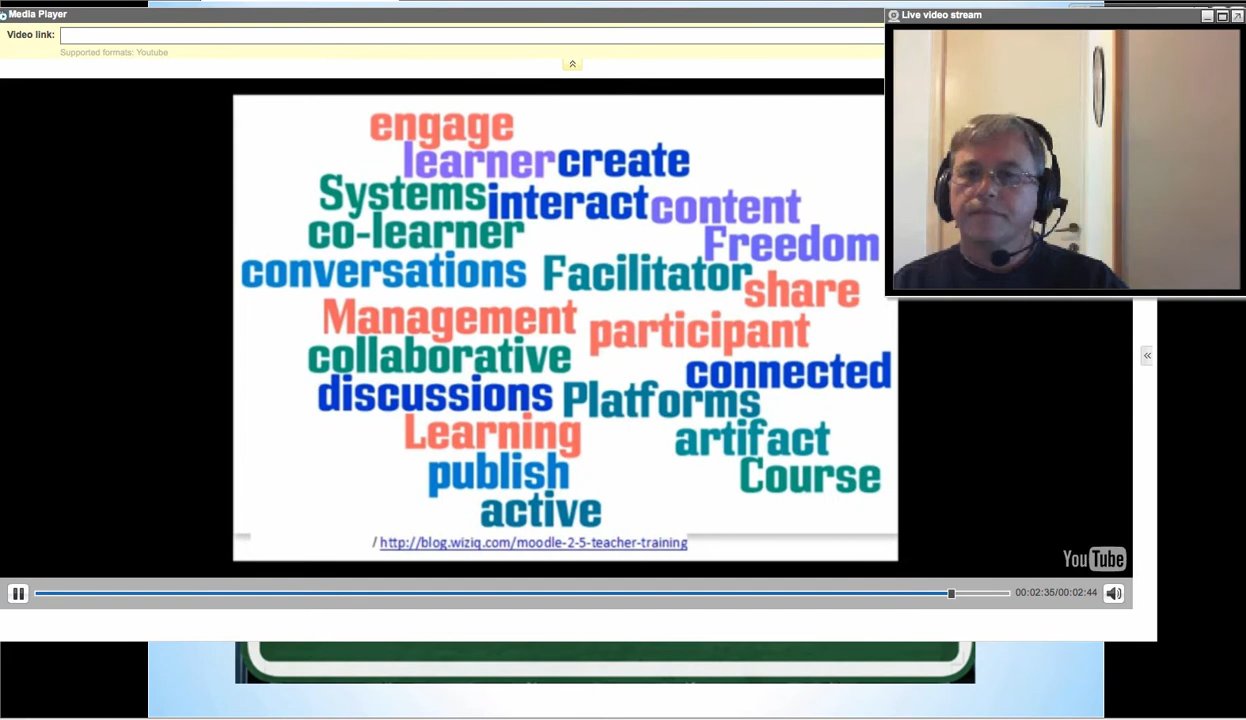 Media Player
Live video stream
Video link:
Supported formats: Youtube
engage
learner create
Systems interact content
co-learner Freedom
conversations Facilitator share
Management participant
collaborative connected
discussions Platforms
Learning artifact
publish Course
active
/ http://blog.wiziq.com/moodle-2-5-teacher-training
YouTube
00:02:35/00:02:44